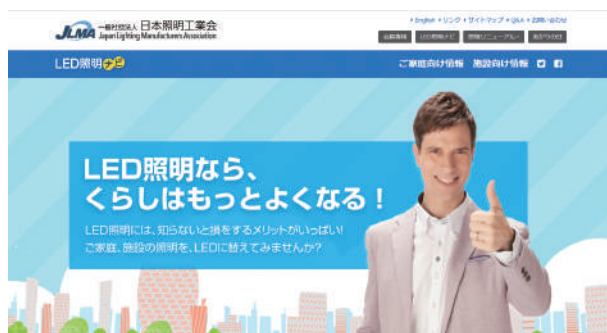 JLMA 一般社団法人 日本照明工業会
Japan Lighting Manufacturers Association
English リンク サイトマップ Q&A お問い合わせ
LED照明ナビ
ご家庭向け情報 施設向け情報
LED照明なら、
くらしはもっとよくなる！
LED照明には、知らないと損をするメリットがいっぱい!
ご家庭、施設の照明を、LEDに替えてみませんか?